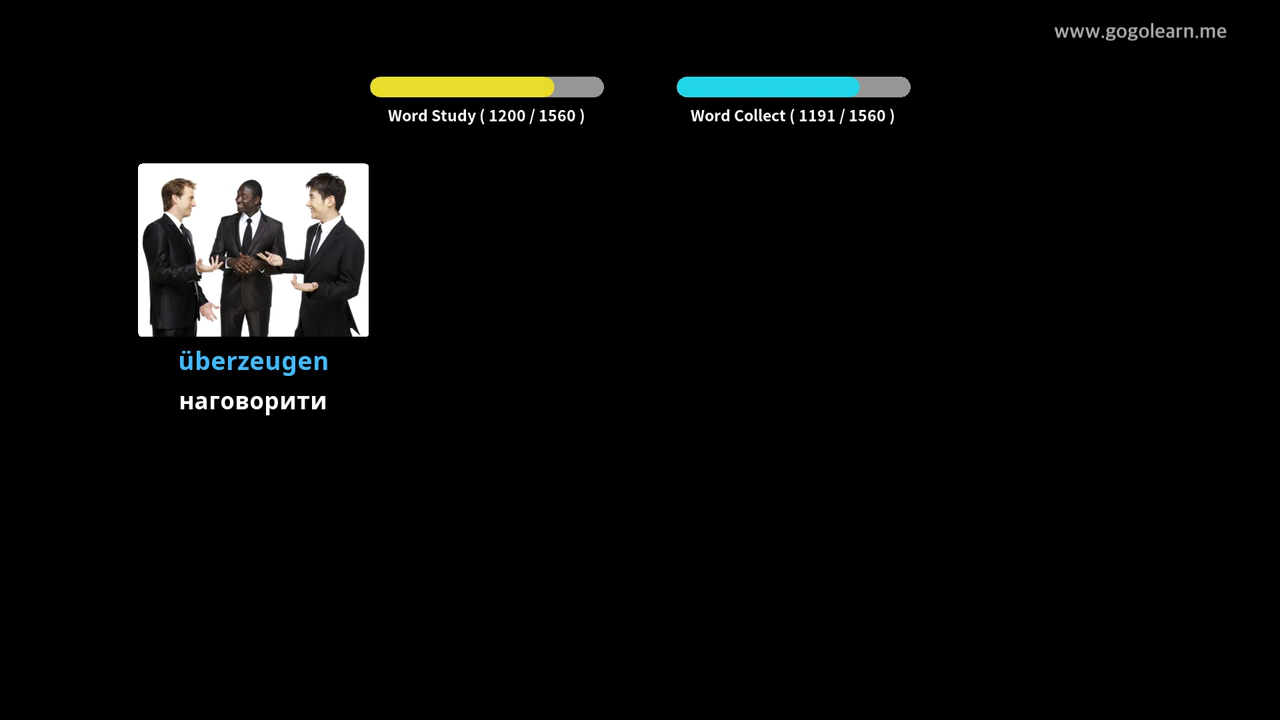 www.gogolearn.me
Word Study ( 1200 / 1560 )
Word Collect ( 1191 / 1560 )
überzeugen
наговорити